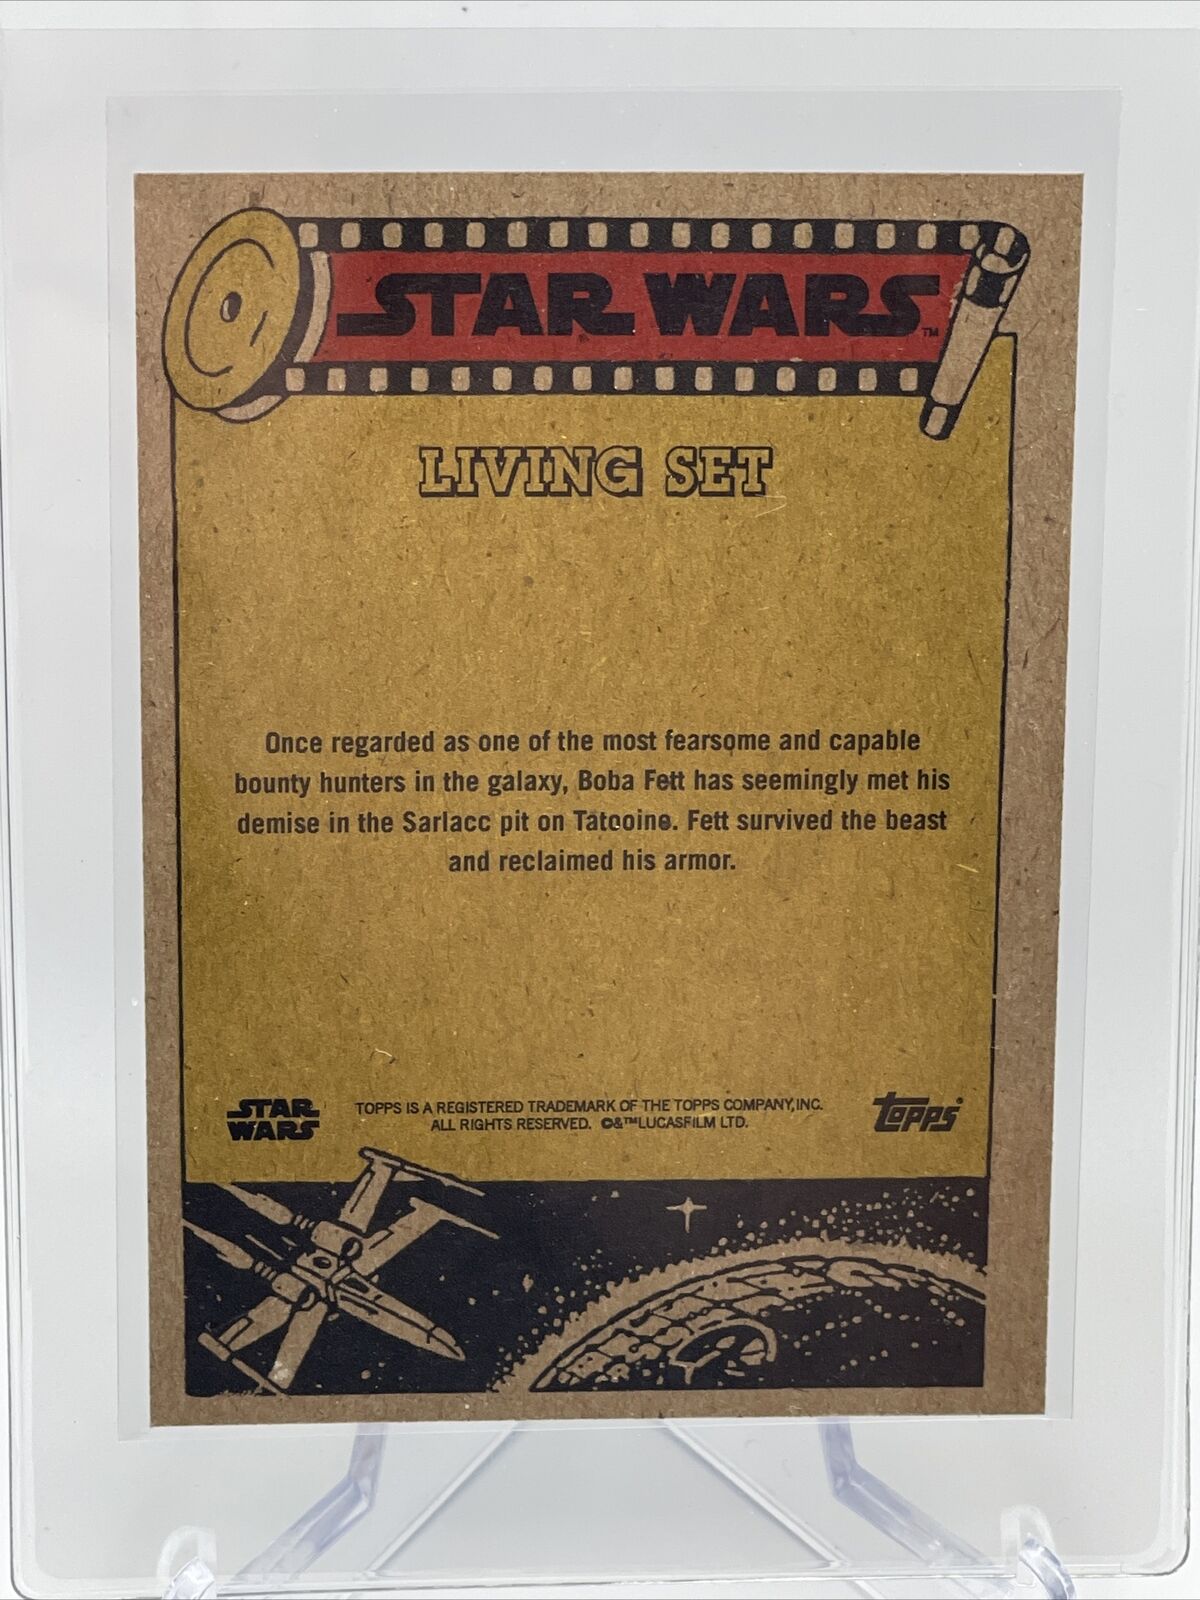 STAR WARS™
LIVING SET
Once regarded as one of the most fearsome and capable
bounty hunters in the galaxy, Boba Fett has seemingly met his
demise in the Sarlacc pit on Tatooine. Fett survived the beast
and reclaimed his armor.
STAR
WARS
TOPPS IS A REGISTERED TRADEMARK OF THE TOPPS COMPANY, INC.
ALL RIGHTS RESERVED. ©&™LUCASFILM LTD.
topps®